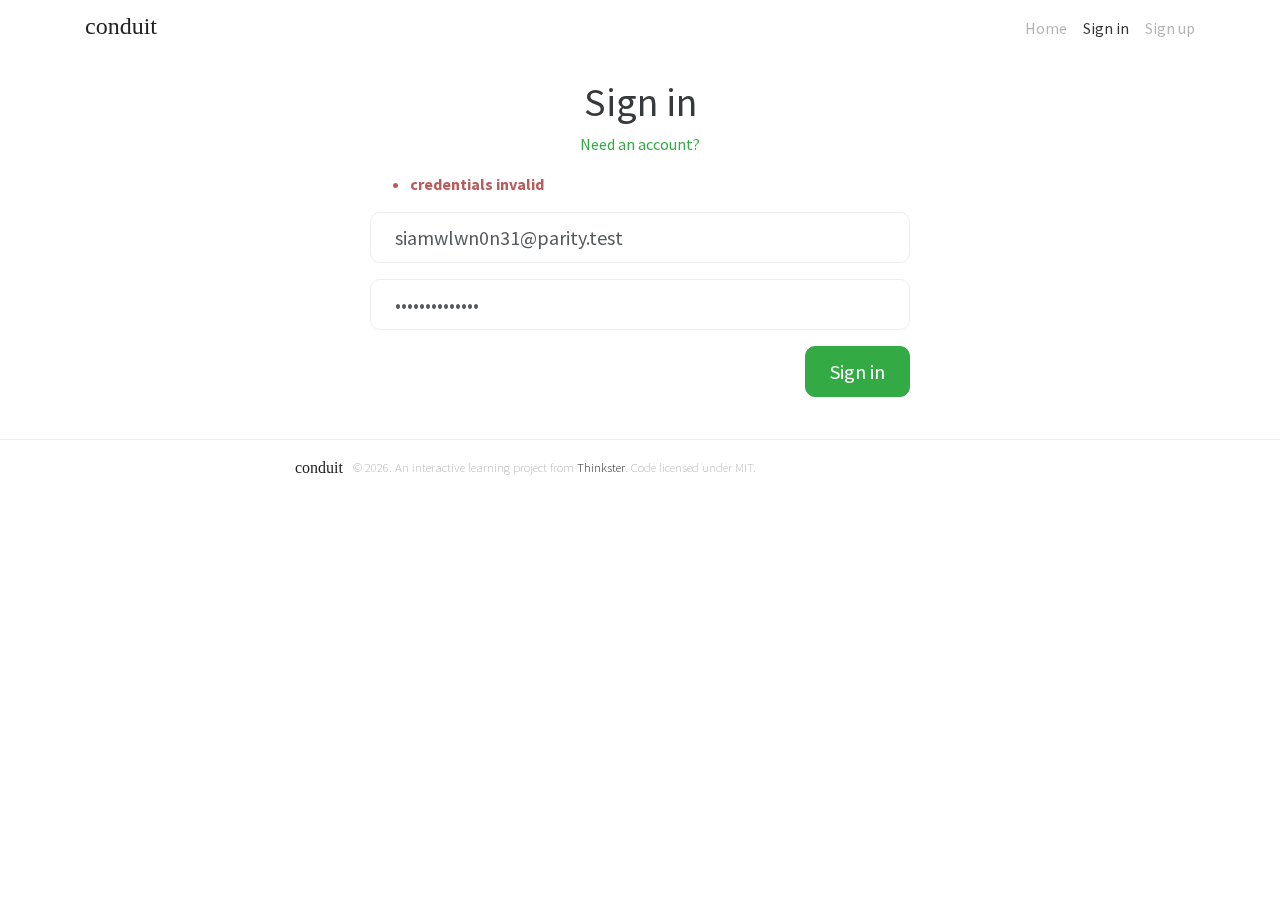 conduit
Home Sign in Sign up
Sign in
Need an account?
credentials invalid
siamwlwn0n31@parity.test
••••••••••••••
Sign in
conduit © 2026. An interactive learning project from Thinkster. Code licensed under MIT.